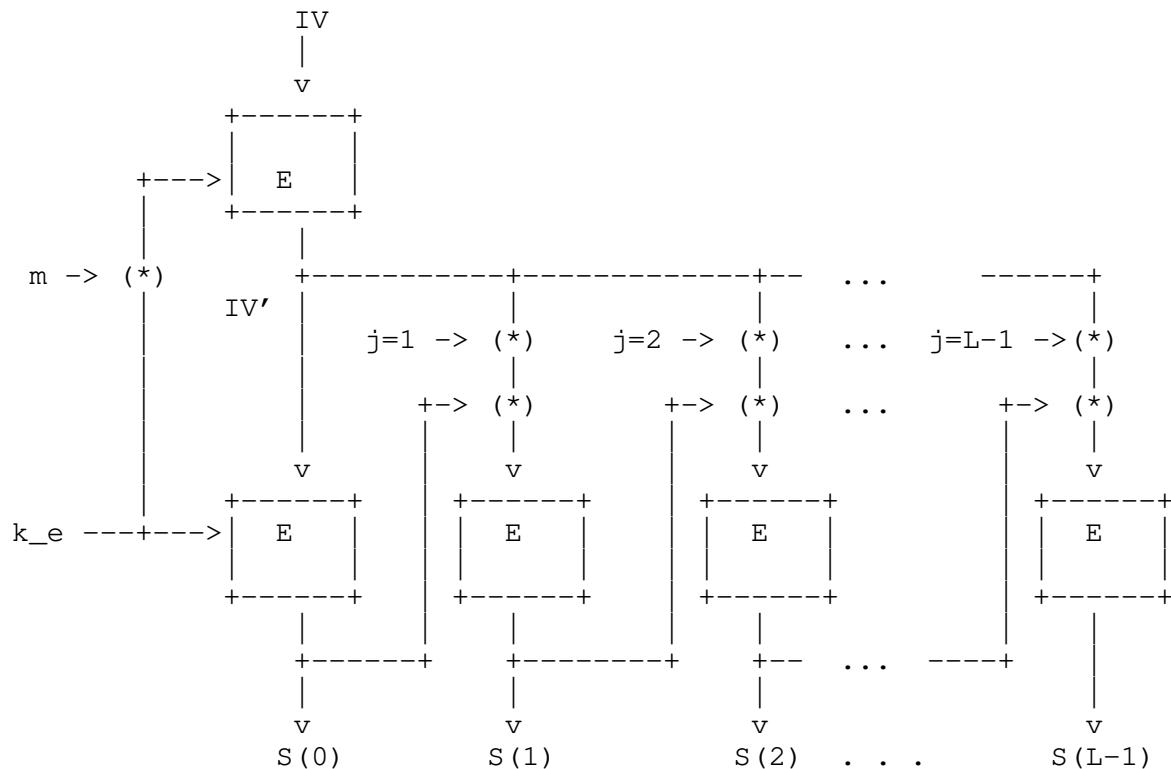 IV
E
m -> (*)
...
IV'
j=1 -> (*) j=2 -> (*) ... j=L-1 ->(*)
(*) (*) ... (*)
k_e E E E E
...
S(0) S(1) S(2) . . . S(L-1)